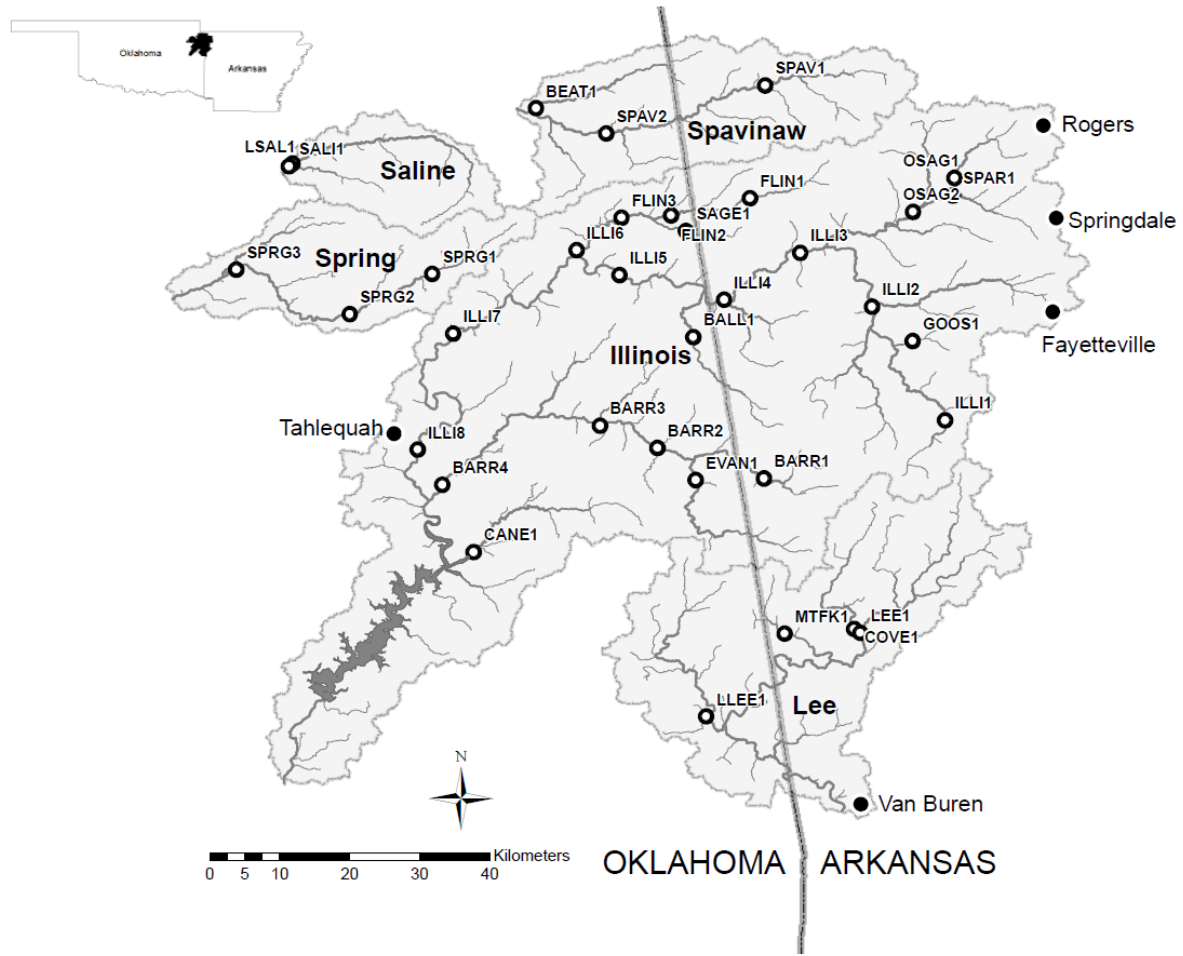 Oklahoma
Arkansas
SPAV1
BEAT1
SPAV2
Spavinaw
Rogers
LSAL1
SALI1
Saline
OSAG1
SPAR1
OSAG2
FLIN1
FLIN3
SAGE1
FLIN2
Springdale
ILLI6
ILLI3
SPRG3
Spring
SPRG1
ILLI5
SPRG2
ILLI4
ILLI2
ILLI7
BALL1
GOOS1
Fayetteville
Illinois
ILLI1
BARR3
Tahlequah
ILLI8
BARR2
BARR4
EVAN1
BARR1
CANE1
MTFK1
LEE1
COVE1
LLEE1
Lee
N
Van Buren
Kilometers
0 5 10 20 30 40
OKLAHOMA
ARKANSAS